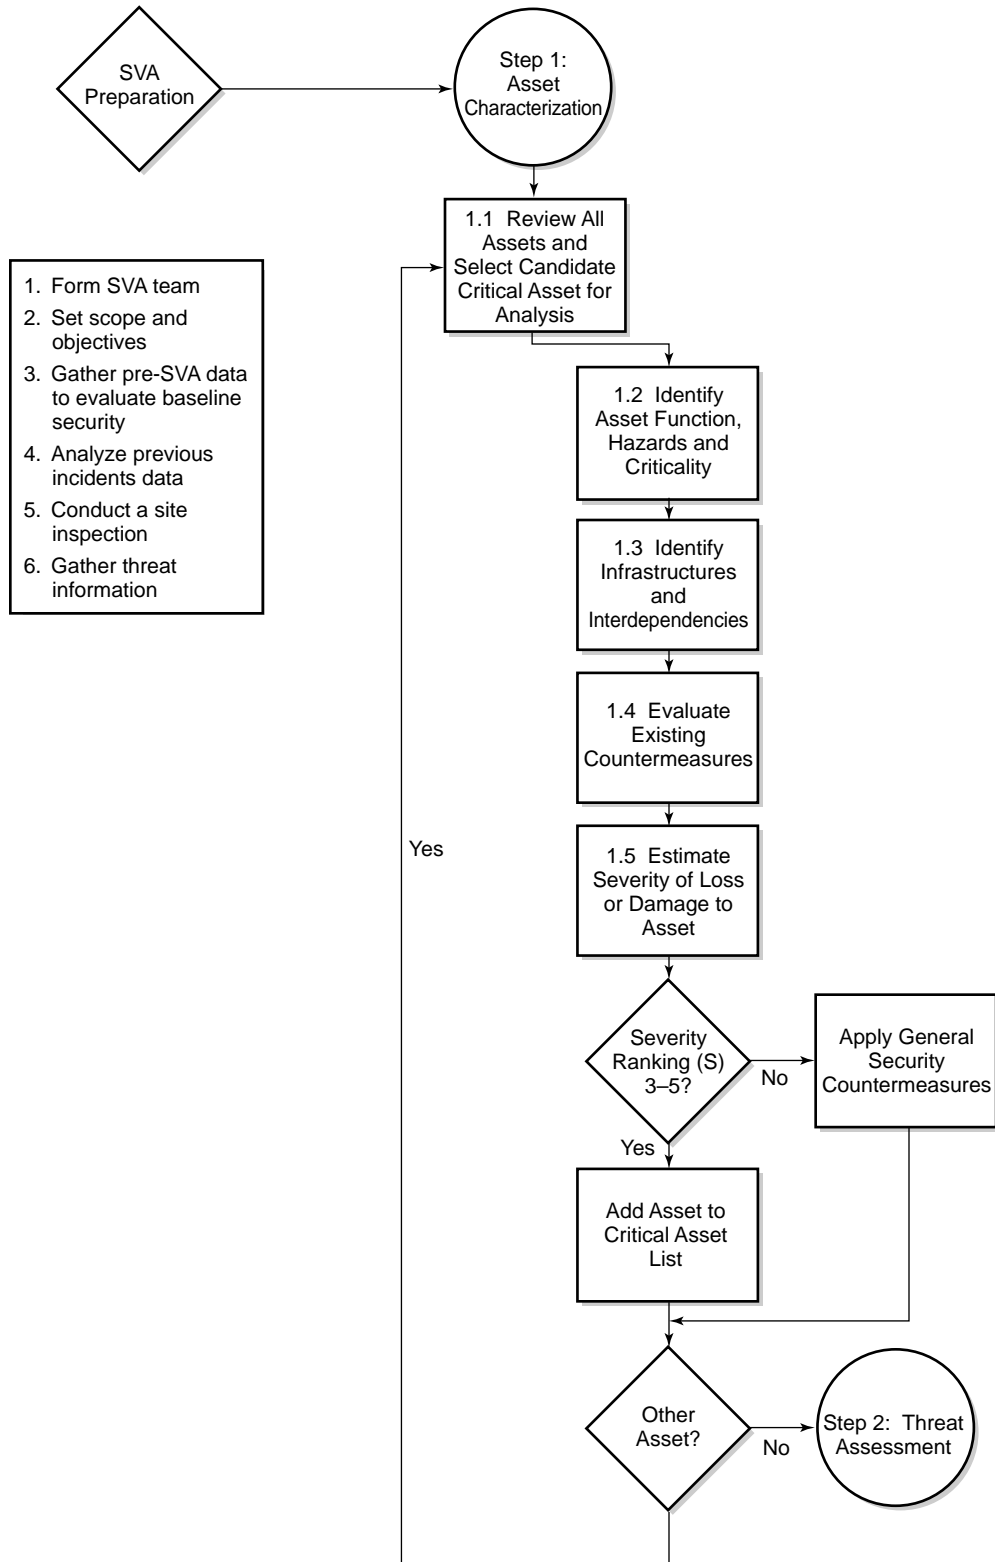 SVA
Preparation
Step 1:
Asset
Characterization
1.1 Review All
Assets and
Select Candidate
Critical Asset for
Analysis
1. Form SVA team
2. Set scope and
objectives
3. Gather pre-SVA data
to evaluate baseline
security
4. Analyze previous
incidents data
5. Conduct a site
inspection
6. Gather threat
information
1.2 Identify
Asset Function,
Hazards and
Criticality
1.3 Identify
Infrastructures
and
Interdependencies
1.4 Evaluate
Existing
Countermeasures
Yes
1.5 Estimate
Severity of Loss
or Damage to
Asset
Severity
Ranking (S)
3–5?
No
Apply General
Security
Countermeasures
Yes
Add Asset to
Critical Asset
List
Other
Asset?
No
Step 2: Threat
Assessment